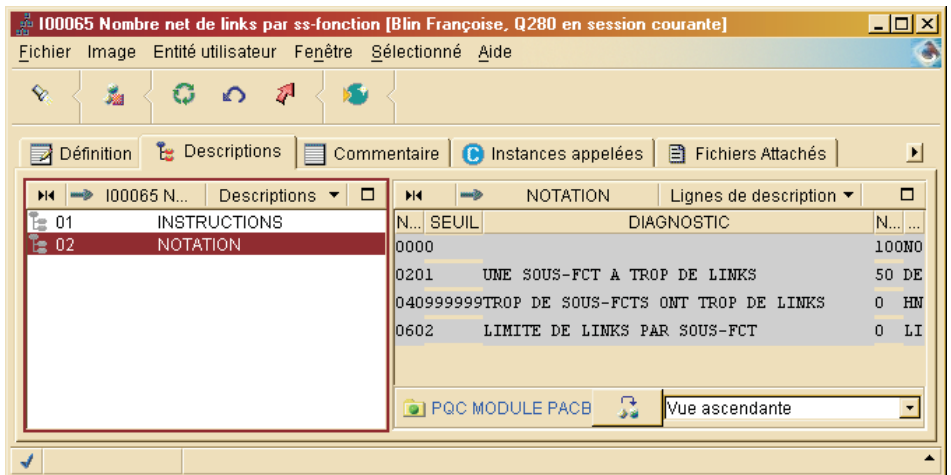 I00065 Nombre net de links par ss-fonction [Blin Françoise, Q280 en session courante]
Fichier Image Entité utilisateur Fenêtre Sélectionné Aide
Définition Descriptions Commentaire Instances appelées Fichiers Attachés
I00065 N... Descriptions NOTATION Lignes de description
01 INSTRUCTIONS
02 NOTATION
N... SEUIL DIAGNOSTIC N... ...
0000 100NO
0201 UNE SOUS-FCT A TROP DE LINKS 50 DE
040999999TROP DE SOUS-FCTS ONT TROP DE LINKS 0 HN
0602 LIMITE DE LINKS PAR SOUS-FCT 0 LI
PQC MODULE PACB Vue ascendante